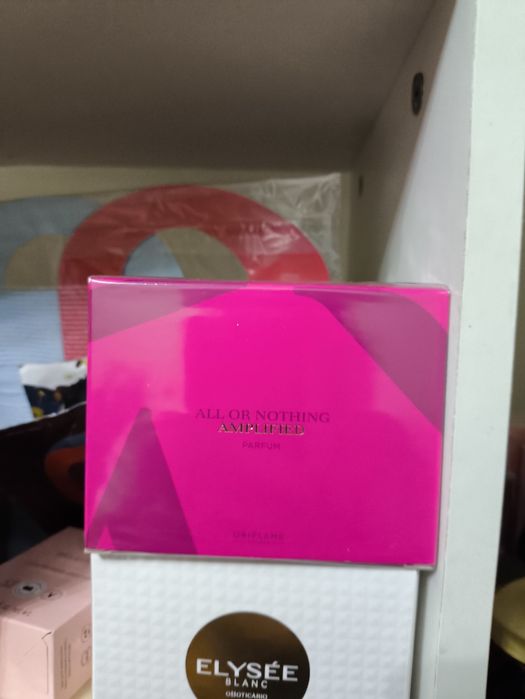 ALL OR NOTHING
AMPLIFIED
PARFUM
ORIFLAME
ELYSÉE
BLANC
OBOTICÁRIO